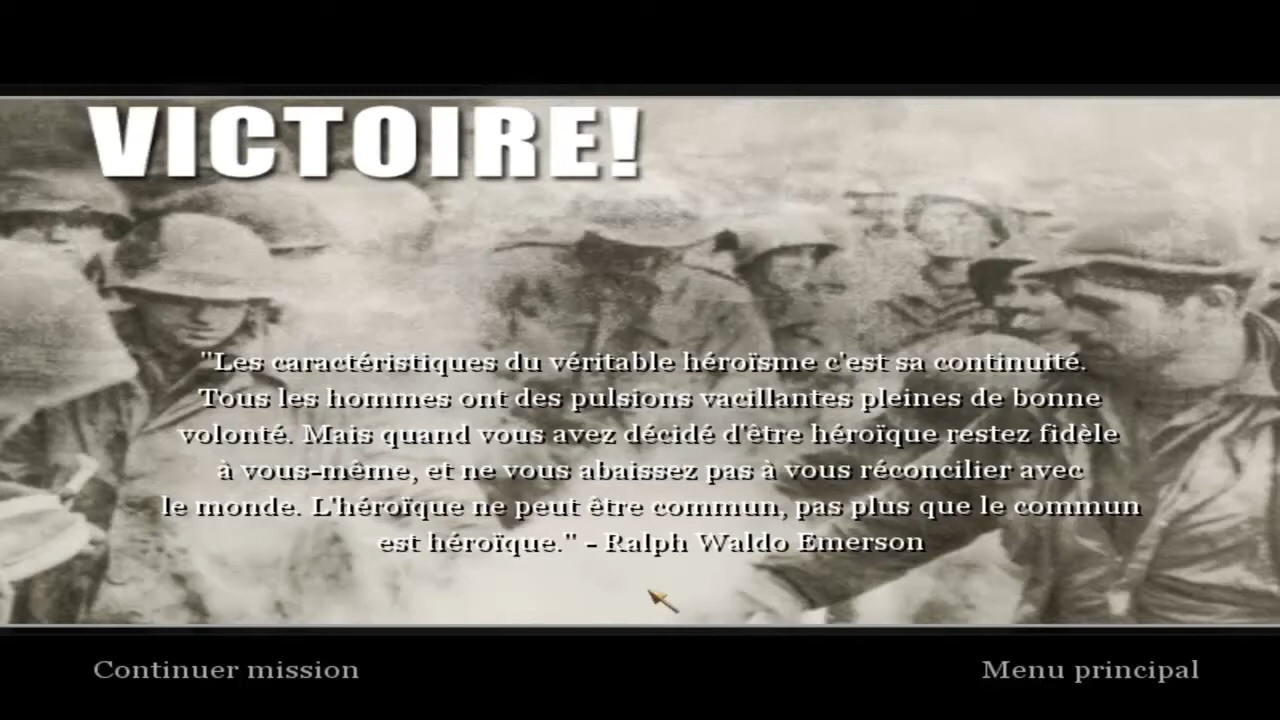 VICTOIRE!
"Les caractéristiques du véritable héroïsme c'est sa continuité.
Tous les hommes ont des pulsions vacillantes pleines de bonne
volonté. Mais quand vous avez décidé d'être héroïque restez fidèle
à vous-même, et ne vous abaissez pas à vous réconcilier avec
le monde. L'héroïque ne peut être commun, pas plus que le commun
est héroïque." - Ralph Waldo Emerson
Continuer mission
Menu principal